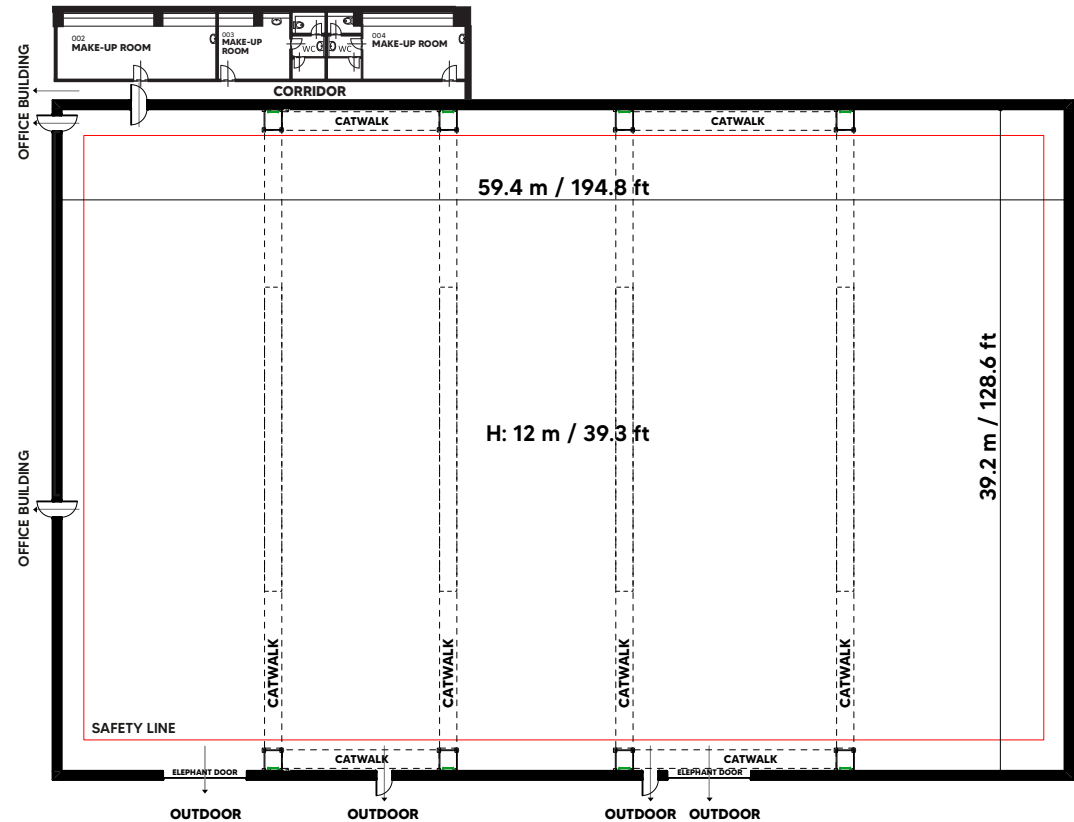 002
MAKE-UP ROOM
003
MAKE-UP
ROOM
WC
WC
004
MAKE-UP ROOM
CORRIDOR
OFFICE BUILDING
CATWALK
CATWALK
59.4 m / 194.8 ft
39.2 m / 128.6 ft
H: 12 m / 39.3 ft
OFFICE BUILDING
CATWALK
CATWALK
CATWALK
CATWALK
SAFETY LINE
CATWALK
CATWALK
ELEPHANT DOOR
ELEPHANT DOOR
OUTDOOR
OUTDOOR
OUTDOOR
OUTDOOR